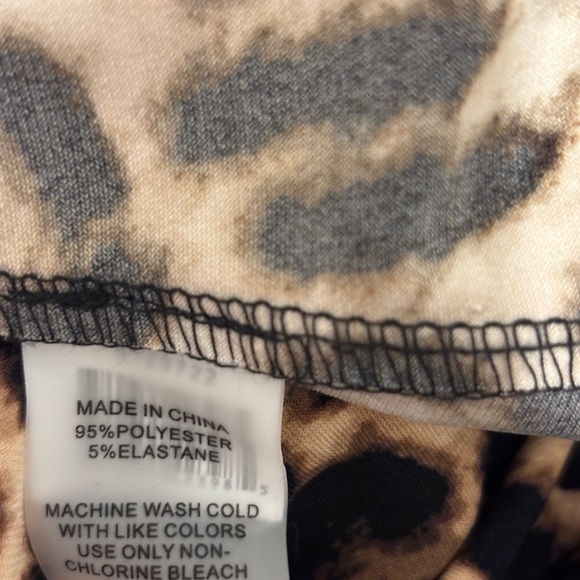 MADE IN CHINA
95%POLYESTER
5%ELASTANE
MACHINE WASH COLD
WITH LIKE COLORS
USE ONLY NON-
CHLORINE BLEACH